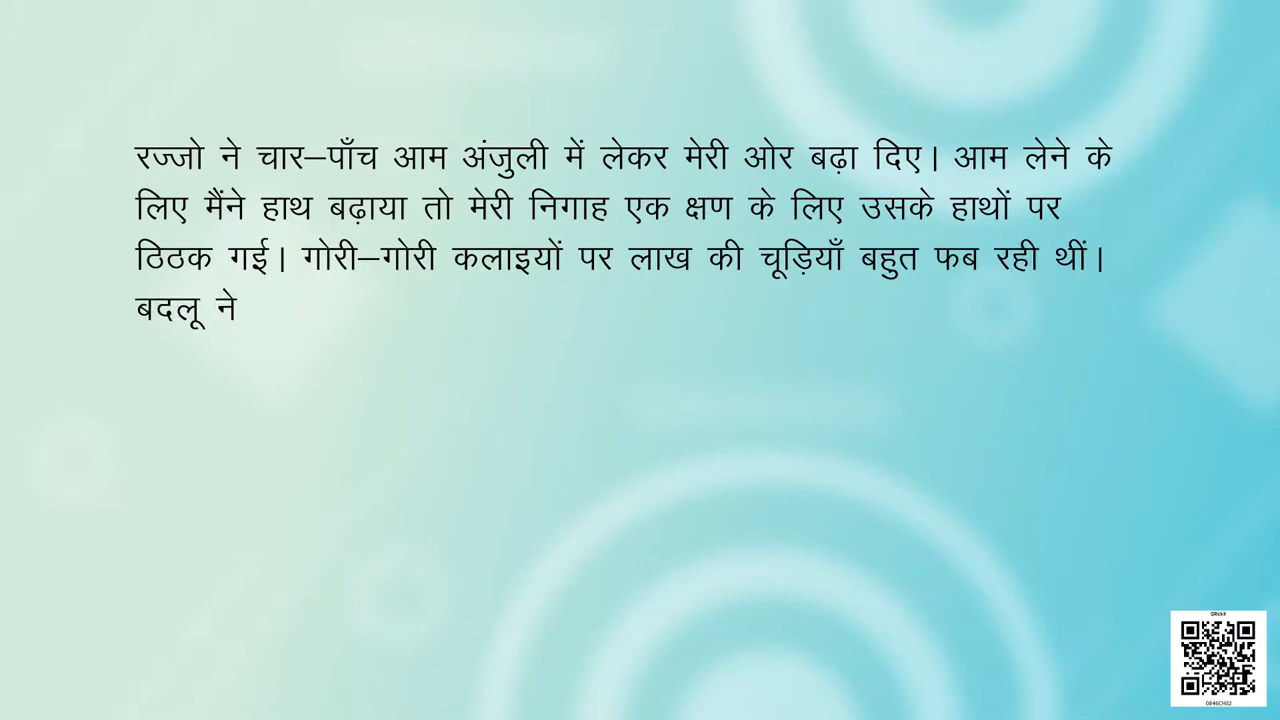 रज्जो ने चार–पाँच आम अंजुली में लेकर मेरी ओर बढ़ा दिए। आम लेने के
लिए मैंने हाथ बढ़ाया तो मेरी निगाह एक क्षण के लिए उसके हाथों पर
ठिठक गई। गोरी–गोरी कलाइयों पर लाख की चूड़ियाँ बहुत फब रही थीं।
बदलू ने
0846CH02